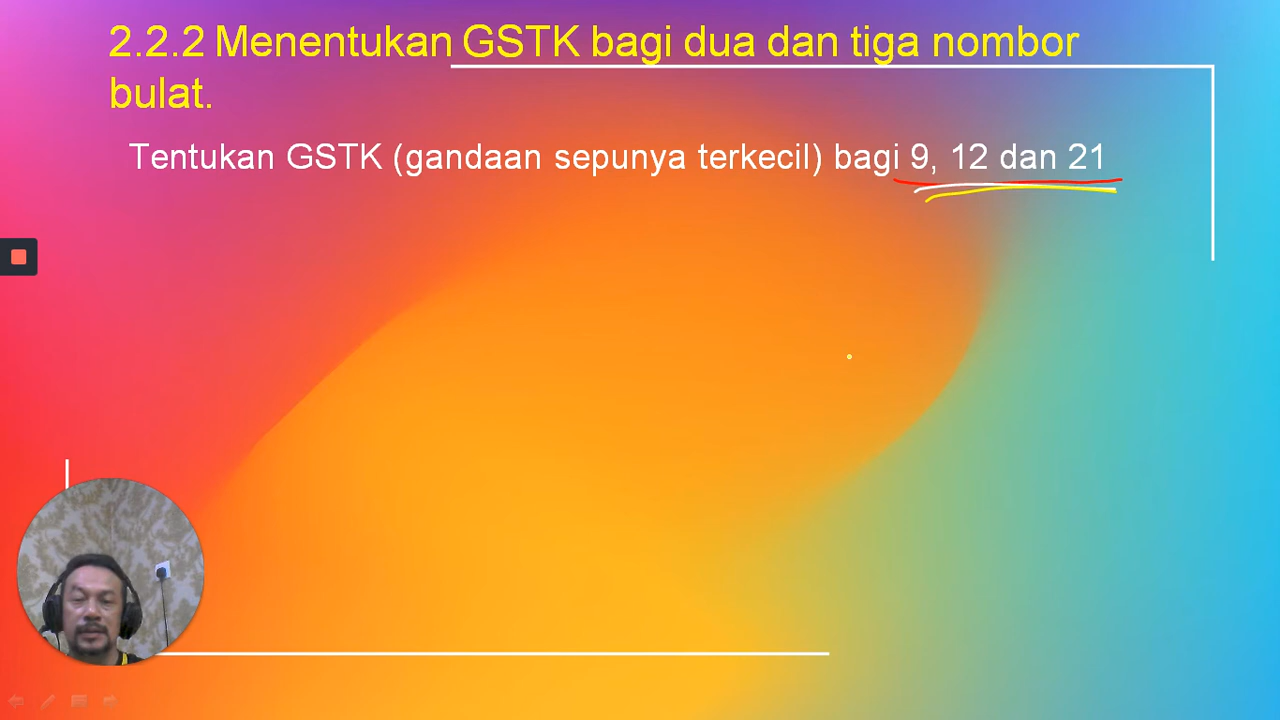 2.2.2 Menentukan GSTK bagi dua dan tiga nombor
bulat.
Tentukan GSTK (gandaan sepunya terkecil) bagi 9, 12 dan 21